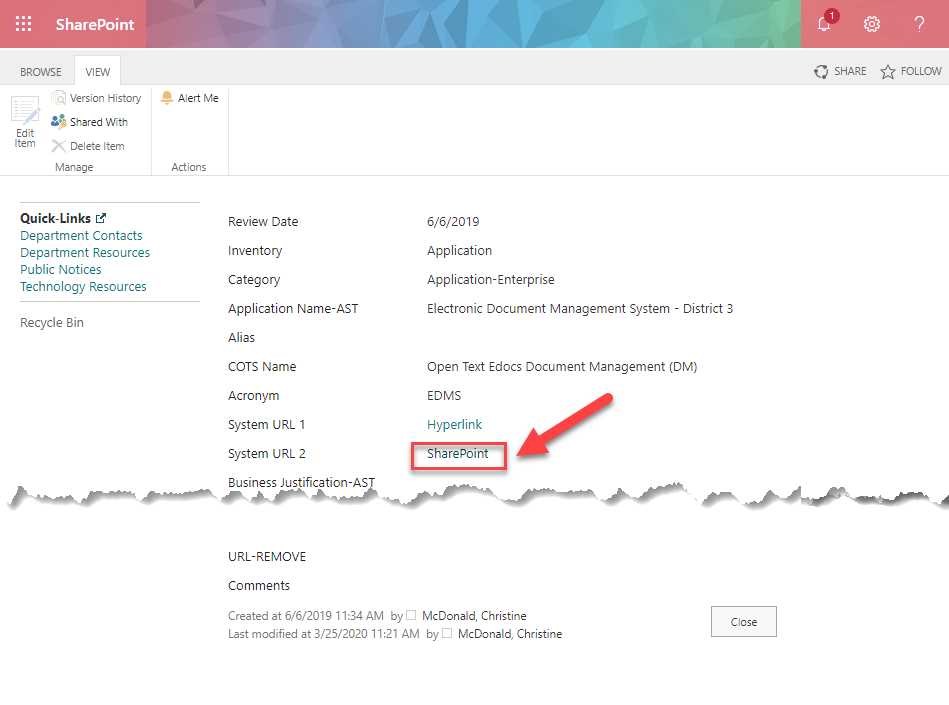 SharePoint
1
?
BROWSE VIEW SHARE FOLLOW
Edit Item
Version History
Shared With
Delete Item
Manage
Alert Me
Actions
Quick-Links
Department Contacts
Department Resources
Public Notices
Technology Resources
Recycle Bin
Review Date 6/6/2019
Inventory Application
Category Application-Enterprise
Application Name-AST Electronic Document Management System - District 3
Alias
COTS Name Open Text Edocs Document Management (DM)
Acronym EDMS
System URL 1 Hyperlink
System URL 2 SharePoint
Business Justification-AST
URL-REMOVE
Comments
Created at 6/6/2019 11:34 AM by McDonald, Christine
Last modified at 3/25/2020 11:21 AM by McDonald, Christine
Close